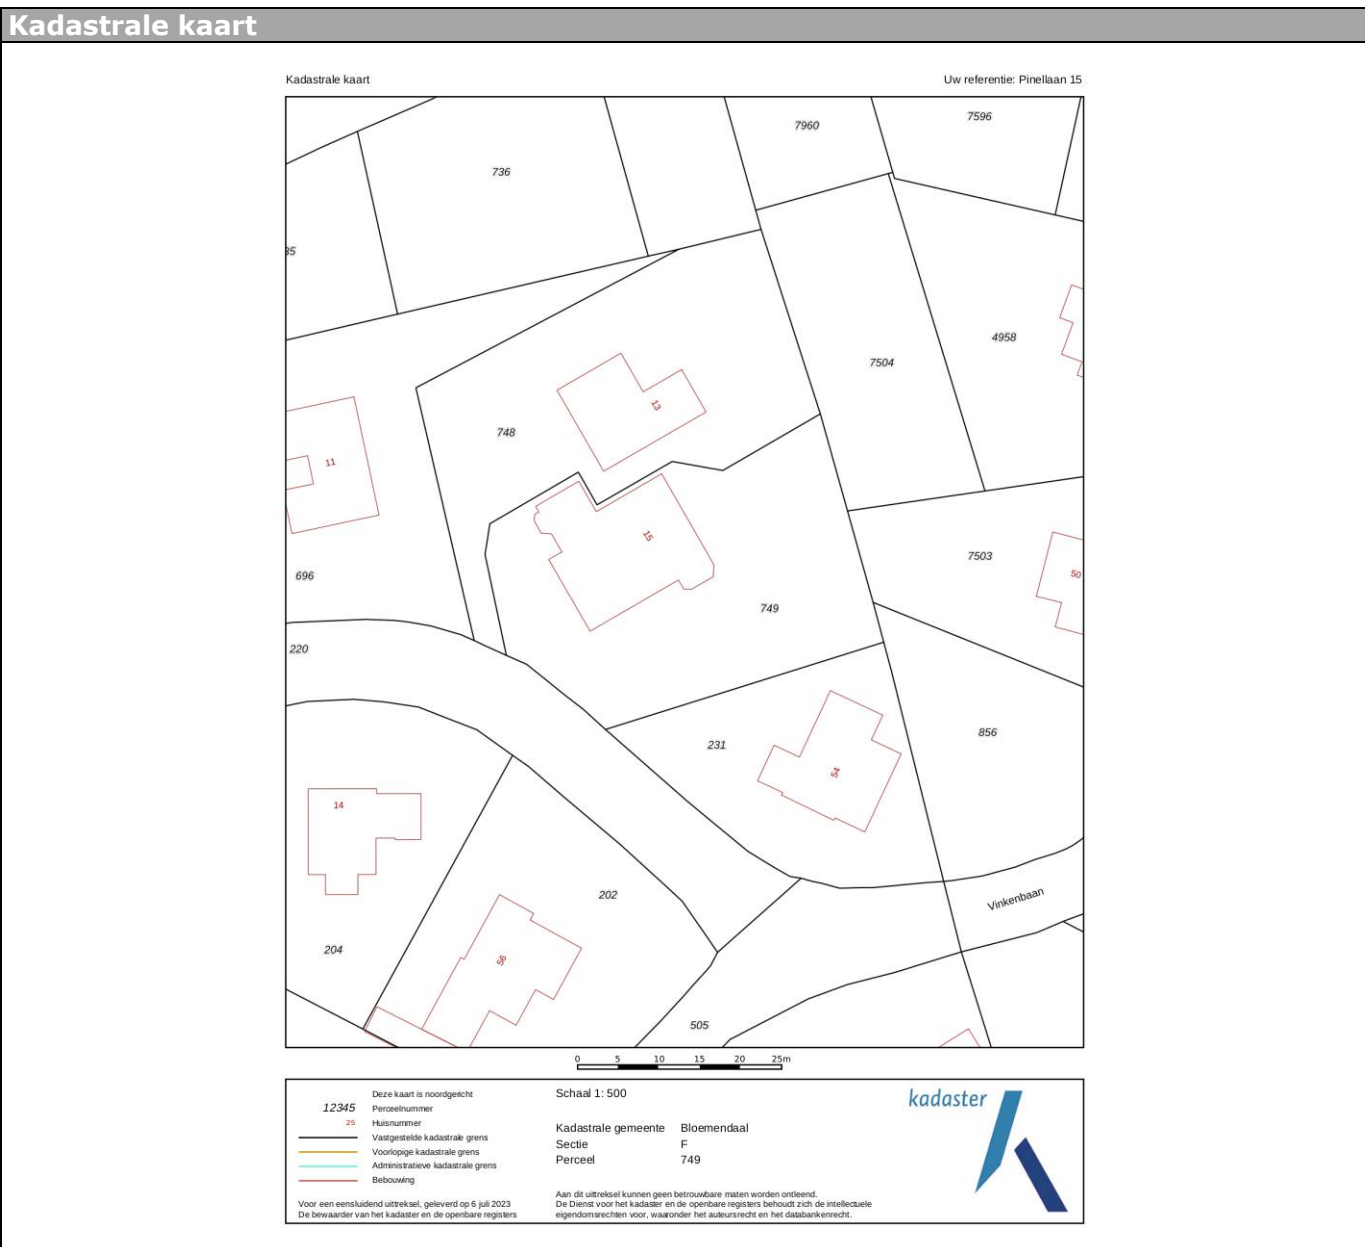 Kadastrale kaart
Kadastrale kaart
Uw referentie: Pinellaan 15
7960
7596
736
35
4958
7504
13
748
11
15
7503
50
696
749
220
231
856
54
14
202
Vinkenbaan
204
56
505
0 5 10 15 20 25m
Deze kaart is noordgericht
12345 Perceelnummer
25 Huisnummer
Vastgestelde kadastrale grens
Voorlopige kadastrale grens
Administratieve kadastrale grens
Bebouwing
Voor een eensluidend uittreksel, geleverd op 6 juli 2023
De bewaarder van het kadaster en de openbare registers
Schaal 1: 500
Kadastrale gemeente Bloemendaal
Sectie F
Perceel 749
Aan dit uittreksel kunnen geen betrouwbare maten worden ontleend.
De Dienst voor het kadaster en de openbare registers behoudt zich de intellectuele
eigendomsrechten voor, waaronder het auteursrecht en het databankenrecht.
kadaster